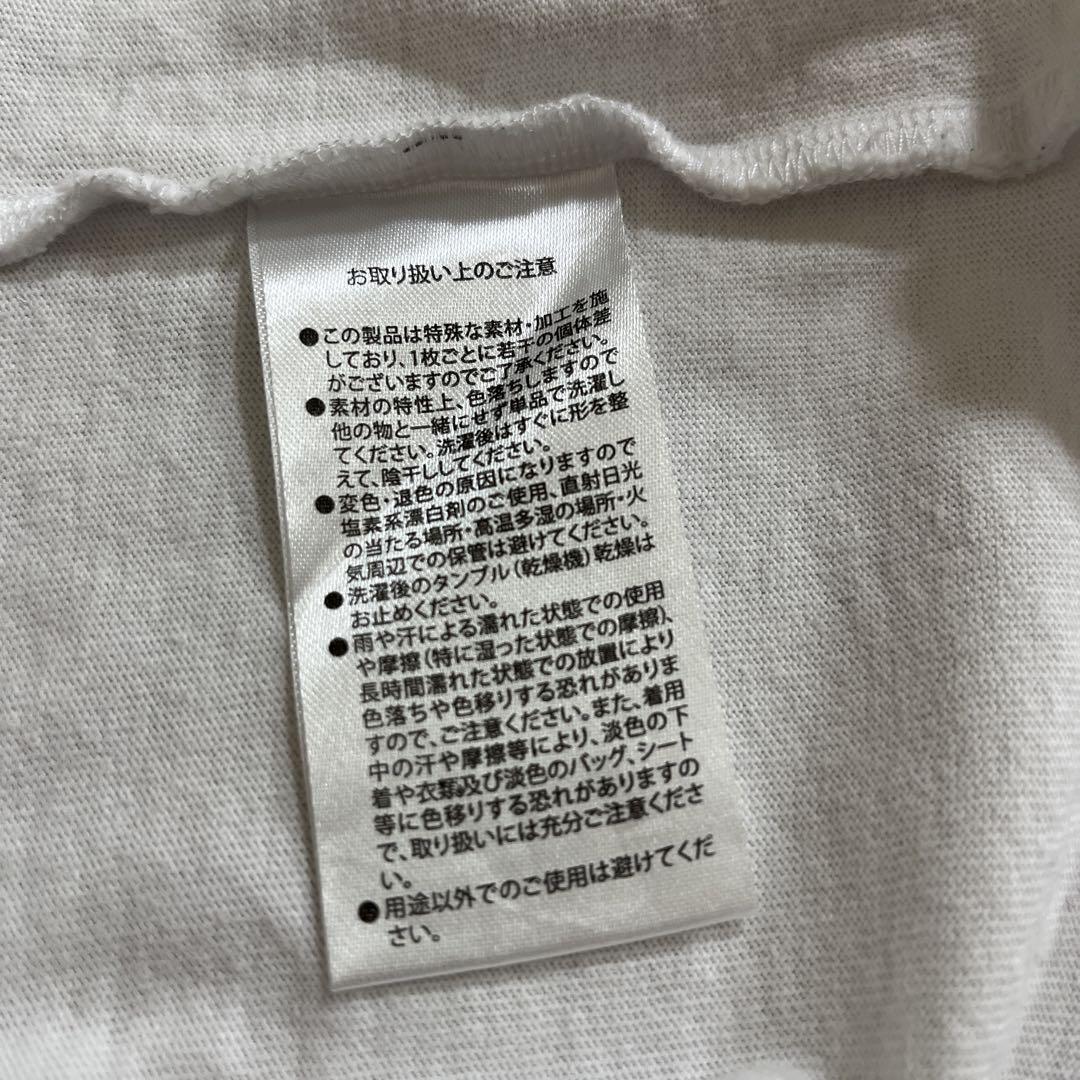 お取り扱い上のご注意
●この製品は特殊な素材・加工を施
しており、1枚ごとに若干の個体差
がございますのでご了承ください。
●素材の特性上、色落ちしますので
他の物と一緒にせず単品で洗濯し
てください。洗濯後はすぐに形を整
えて、陰干ししてください。
●変色・退色の原因になりますので
塩素系漂白剤のご使用、直射日光
の当たる場所・高温多湿の場所・火
気周辺での保管は避けてください。
●洗濯後のタンブル(乾燥機)乾燥は
お止めください。
●雨や汗による濡れた状態での使用
や摩擦(特に湿った状態での摩擦)、
長時間濡れた状態での放置により
色落ちや色移りする恐れがありま
すので、ご注意ください。また、着用
中の汗や摩擦等により、淡色の下
着や衣類及び淡色のバッグ、シート
等に色移りする恐れがありますの
で、取り扱いには充分ご注意くださ
い。
●用途以外でのご使用は避けてくだ
さい。